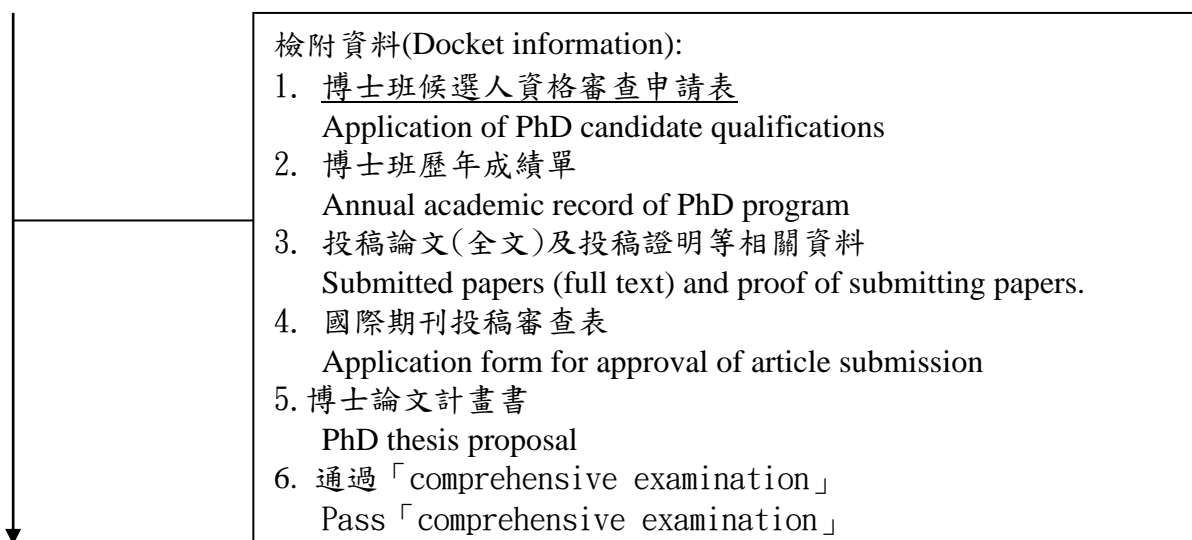 檢附資料(Docket information):
1. 博士班候選人資格審查申請表
Application of PhD candidate qualifications
2. 博士班歷年成績單
Annual academic record of PhD program
3. 投稿論文(全文)及投稿證明等相關資料
Submitted papers (full text) and proof of submitting papers.
4. 國際期刊投稿審查表
Application form for approval of article submission
5.博士論文計畫書
PhD thesis proposal
6. 通過「comprehensive examination」
Pass「comprehensive examination」